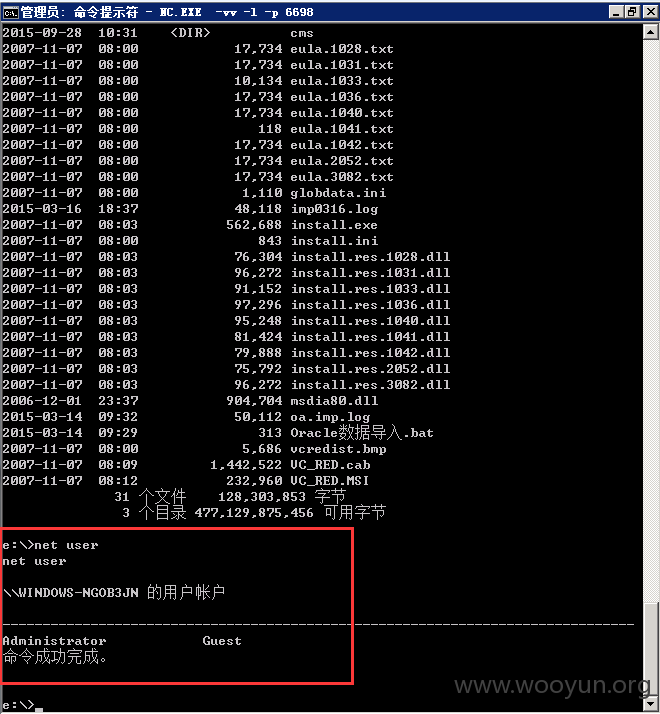 管理员: 命令提示符 - NC.EXE -vv -l -p 6698
2015-09-28 10:31 <DIR> cms
2007-11-07 08:00 17,734 eula.1028.txt
2007-11-07 08:00 17,734 eula.1031.txt
2007-11-07 08:00 10,134 eula.1033.txt
2007-11-07 08:00 17,734 eula.1036.txt
2007-11-07 08:00 17,734 eula.1040.txt
2007-11-07 08:00 118 eula.1041.txt
2007-11-07 08:00 17,734 eula.1042.txt
2007-11-07 08:00 17,734 eula.2052.txt
2007-11-07 08:00 17,734 eula.3082.txt
2007-11-07 08:00 1,110 globdata.ini
2015-03-16 18:37 48,118 imp0316.log
2007-11-07 08:03 562,688 install.exe
2007-11-07 08:00 843 install.ini
2007-11-07 08:03 76,304 install.res.1028.dll
2007-11-07 08:03 96,272 install.res.1031.dll
2007-11-07 08:03 91,152 install.res.1033.dll
2007-11-07 08:03 97,296 install.res.1036.dll
2007-11-07 08:03 95,248 install.res.1040.dll
2007-11-07 08:03 81,424 install.res.1041.dll
2007-11-07 08:03 79,888 install.res.1042.dll
2007-11-07 08:03 75,792 install.res.2052.dll
2007-11-07 08:03 96,272 install.res.3082.dll
2006-12-01 23:37 904,704 msdia80.dll
2015-03-14 09:32 50,112 oa.imp.log
2015-03-14 09:29 313 Oracle数据导入.bat
2007-11-07 08:00 5,686 vcredist.bmp
2007-11-07 08:09 1,442,522 VC_RED.cab
2007-11-07 08:12 232,960 VC_RED.MSI
31 个文件 128,303,853 字节
3 个目录 477,129,875,456 可用字节
e:\>net user
net user
\\WINDOWS-NGOB3JN 的用户帐户
-------------------------------------------------------------------------------
Administrator Guest
命令成功完成。
www.wooyun.org
e:\>